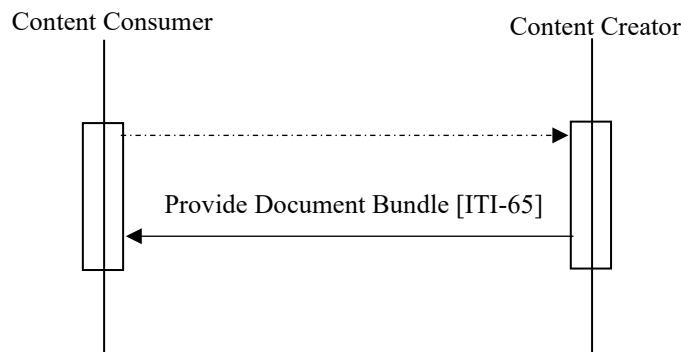 Content Consumer
Content Creator
Provide Document Bundle [ITI-65]